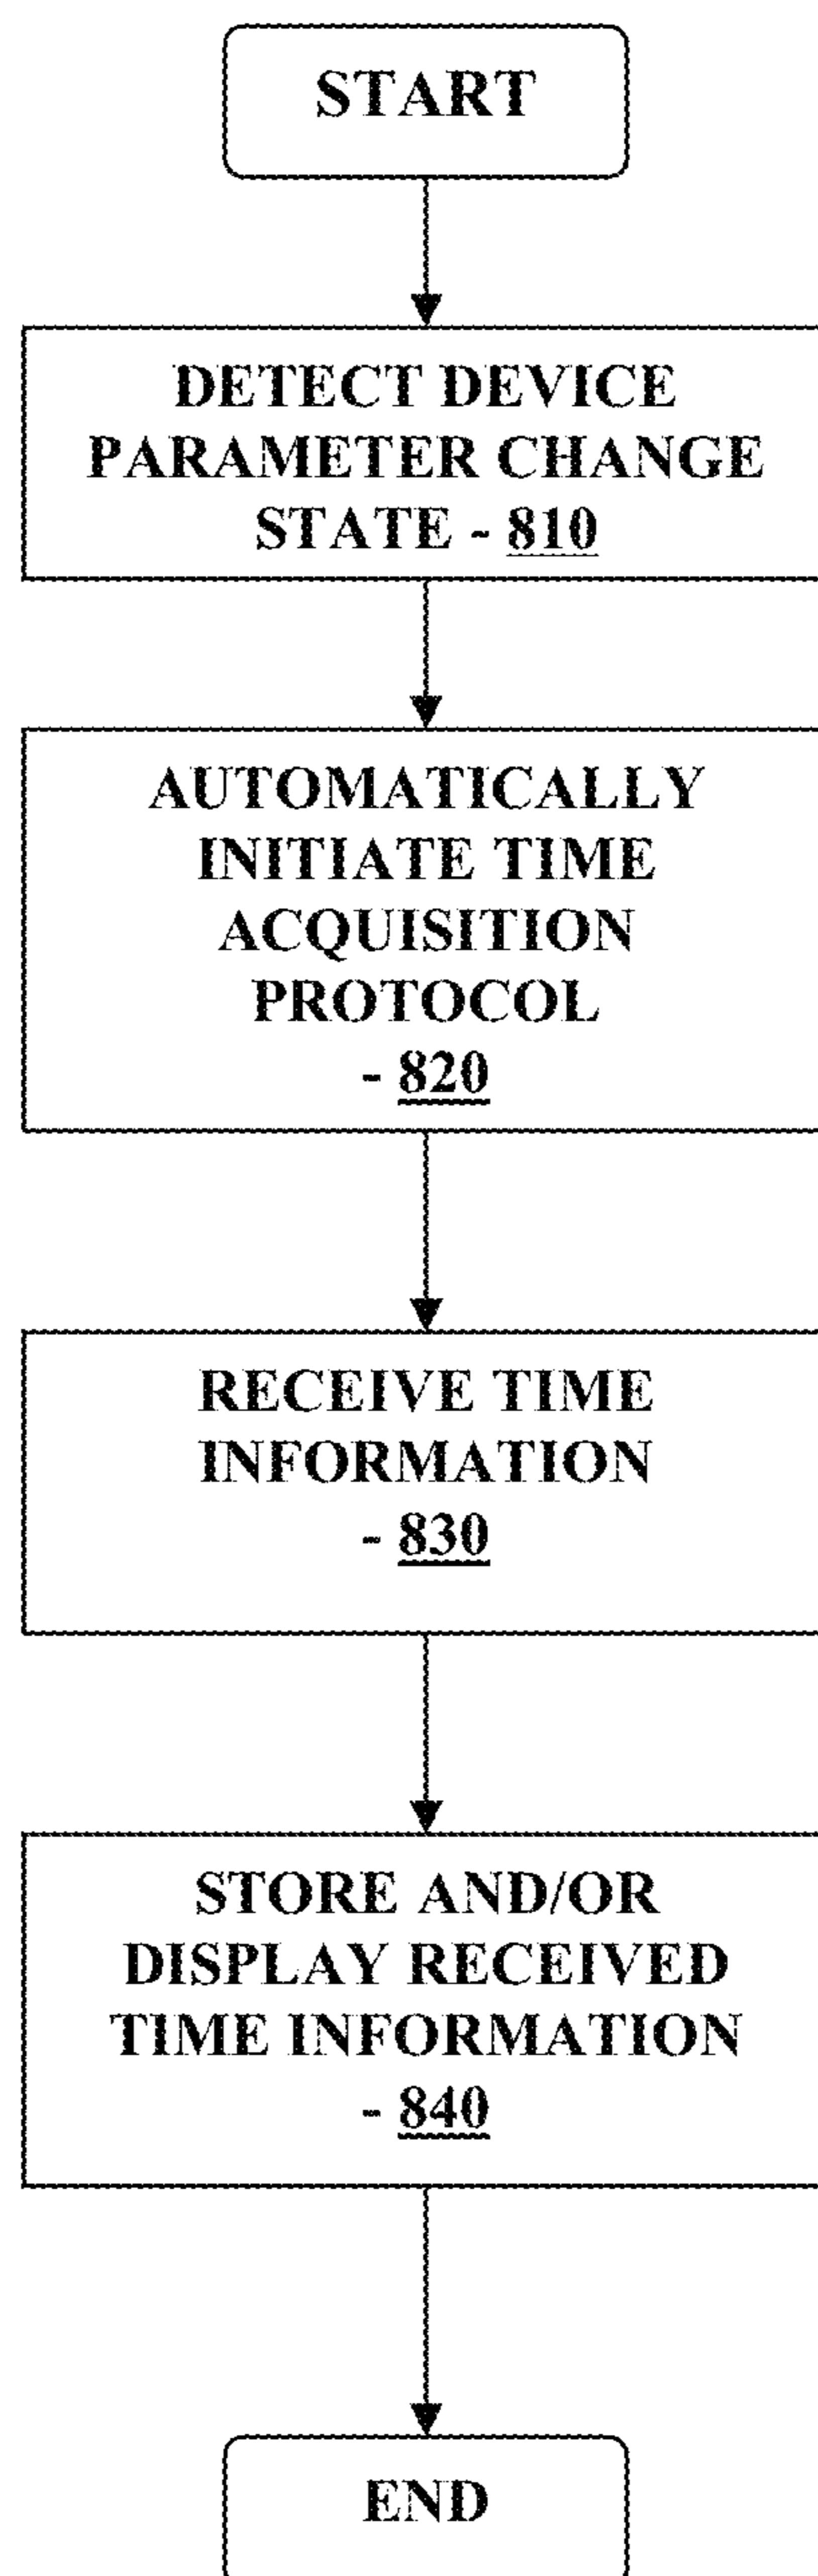 START
DETECT DEVICE
PARAMETER CHANGE
STATE - 810
AUTOMATICALLY
INITIATE TIME
ACQUISITION
PROTOCOL
- 820
RECEIVE TIME
INFORMATION
- 830
STORE AND/OR
DISPLAY RECEIVED
TIME INFORMATION
- 840
END